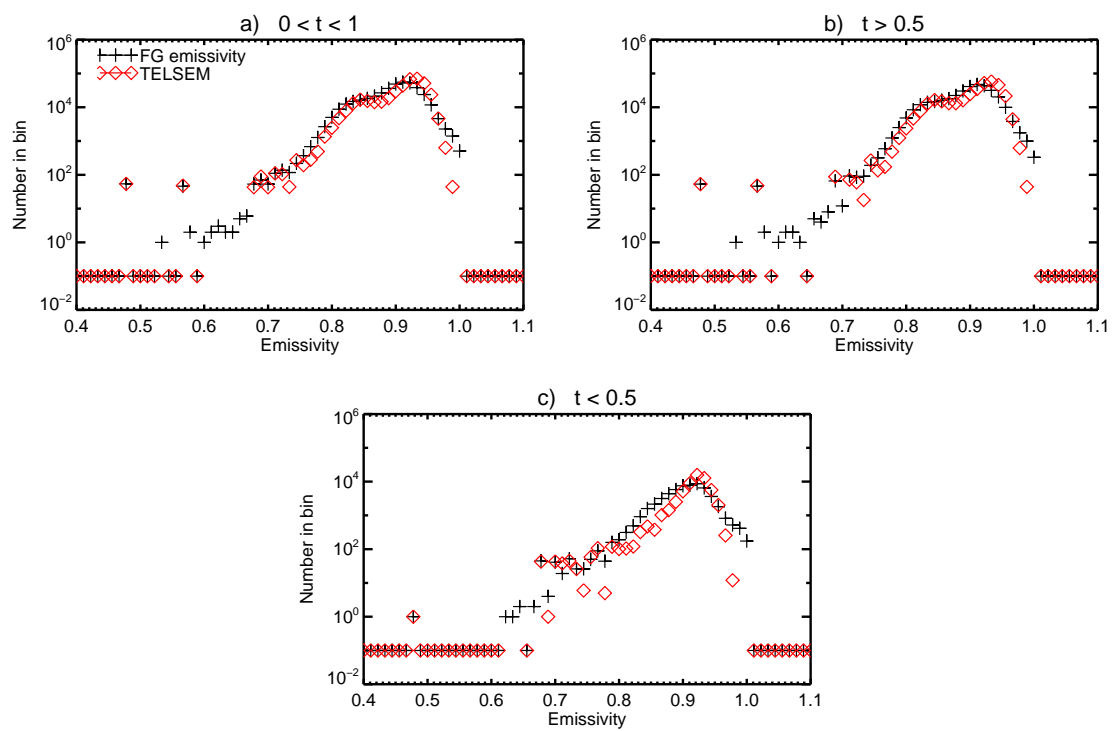 a) 0 < t < 1
10^6
10^4
10^2
10^0
10^-2
Number in bin
FG emissivity
TELSEM
0.4 0.5 0.6 0.7 0.8 0.9 1.0 1.1
Emissivity
b) t > 0.5
10^6
10^4
10^2
10^0
10^-2
Number in bin
0.4 0.5 0.6 0.7 0.8 0.9 1.0 1.1
Emissivity
c) t < 0.5
10^6
10^4
10^2
10^0
10^-2
Number in bin
0.4 0.5 0.6 0.7 0.8 0.9 1.0 1.1
Emissivity